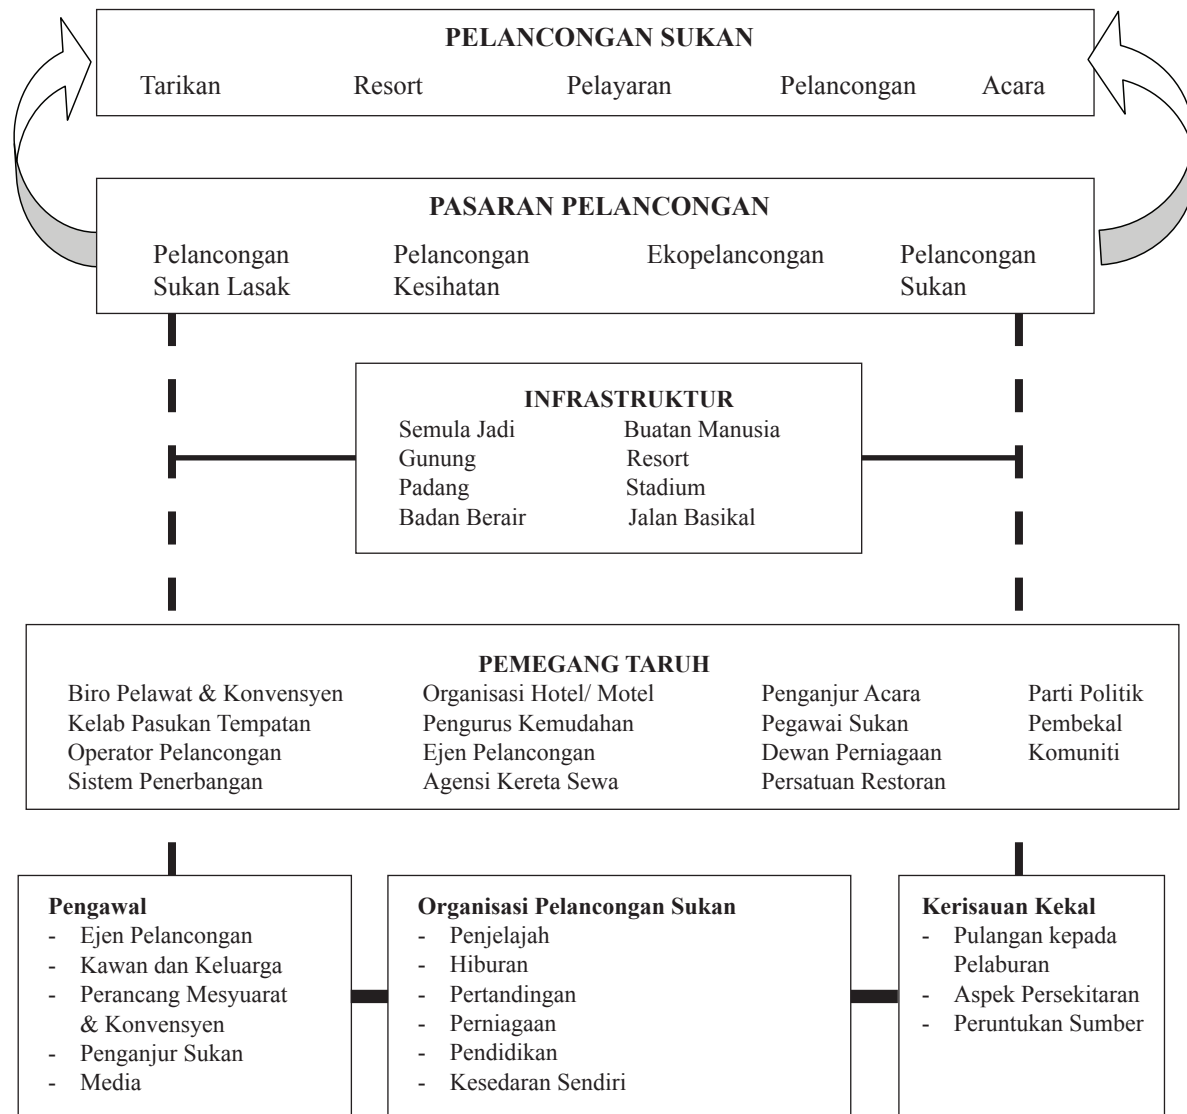 PELANCONGAN SUKAN
Tarikan Resort Pelayaran Pelancongan Acara
PASARAN PELANCONGAN
Pelancongan Sukan Lasak
Pelancongan Kesihatan
Ekopelancongan
Pelancongan Sukan
INFRASTRUKTUR
Semula Jadi Buatan Manusia
Gunung Resort
Padang Stadium
Badan Berair Jalan Basikal
PEMEGANG TARUH
Biro Pelawat & Konvensyen Organisasi Hotel/ Motel Penganjur Acara Parti Politik
Kelab Pasukan Tempatan Pengurus Kemudahan Pegawai Sukan Pembekal
Operator Pelancongan Ejen Pelancongan Dewan Perniagaan Komuniti
Sistem Penerbangan Agensi Kereta Sewa Persatuan Restoran
Pengawal
- Ejen Pelancongan
- Kawan dan Keluarga
- Perancang Mesyuarat
& Konvensyen
- Penganjur Sukan
- Media
Organisasi Pelancongan Sukan
- Penjelajah
- Hiburan
- Pertandingan
- Perniagaan
- Pendidikan
- Kesedaran Sendiri
Kerisauan Kekal
- Pulangan kepada
Pelaburan
- Aspek Persekitaran
- Peruntukan Sumber